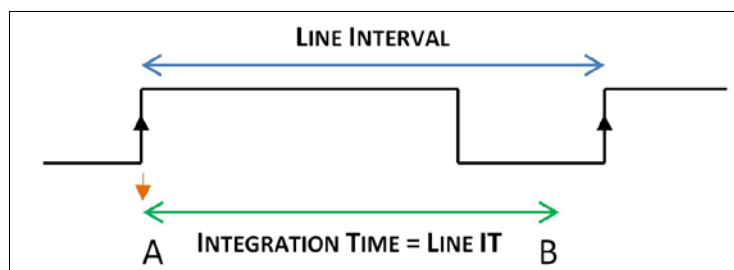 LINE INTERVAL
A INTEGRATION TIME = LINE IT B